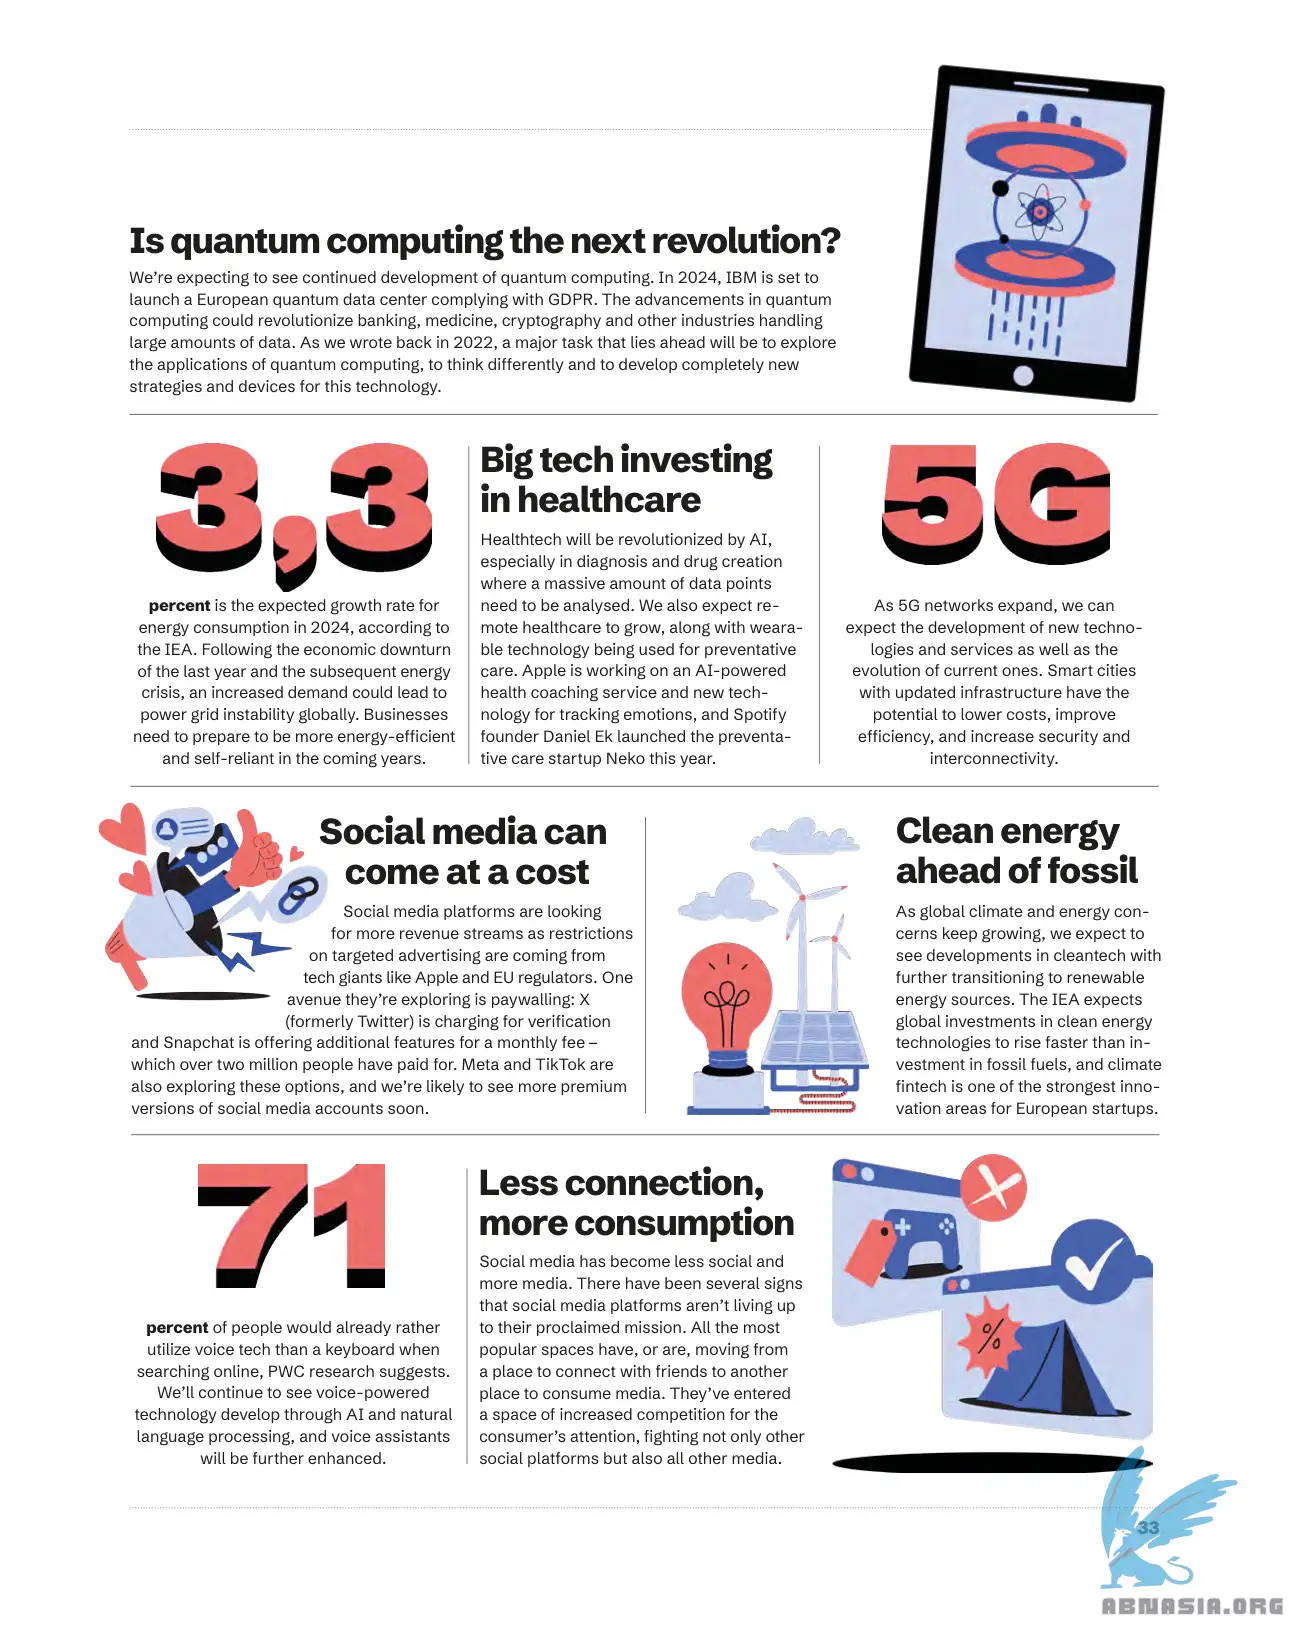 Is quantum computing the next revolution?
We're expecting to see continued development of quantum computing. In 2024, IBM is set to
launch a European quantum data center complying with GDPR. The advancements in quantum
computing could revolutionize banking, medicine, cryptography and other industries handling
large amounts of data. As we wrote back in 2022, a major task that lies ahead will be to explore
the applications of quantum computing, to think differently and to develop completely new
strategies and devices for this technology.
3,3
percent is the expected growth rate for
energy consumption in 2024, according to
the IEA. Following the economic downturn
of the last year and the subsequent energy
crisis, an increased demand could lead to
power grid instability globally. Businesses
need to prepare to be more energy-efficient
and self-reliant in the coming years.
Big tech investing
in healthcare
Healthtech will be revolutionized by AI,
especially in diagnosis and drug creation
where a massive amount of data points
need to be analysed. We also expect re-
mote healthcare to grow, along with weara-
ble technology being used for preventative
care. Apple is working on an AI-powered
health coaching service and new tech-
nology for tracking emotions, and Spotify
founder Daniel Ek launched the preventa-
tive care startup Neko this year.
5G
As 5G networks expand, we can
expect the development of new techno-
logies and services as well as the
evolution of current ones. Smart cities
with updated infrastructure have the
potential to lower costs, improve
efficiency, and increase security and
interconnectivity.
Social media can
come at a cost
Social media platforms are looking
for more revenue streams as restrictions
on targeted advertising are coming from
tech giants like Apple and EU regulators. One
avenue they're exploring is paywalling: X
(formerly Twitter) is charging for verification
and Snapchat is offering additional features for a monthly fee –
which over two million people have paid for. Meta and TikTok are
also exploring these options, and we're likely to see more premium
versions of social media accounts soon.
Clean energy
ahead of fossil
As global climate and energy con-
cerns keep growing, we expect to
see developments in cleantech with
further transitioning to renewable
energy sources. The IEA expects
global investments in clean energy
technologies to rise faster than in-
vestment in fossil fuels, and climate
fintech is one of the strongest inno-
vation areas for European startups.
71
percent of people would already rather
utilize voice tech than a keyboard when
searching online, PWC research suggests.
We'll continue to see voice-powered
technology develop through AI and natural
language processing, and voice assistants
will be further enhanced.
Less connection,
more consumption
Social media has become less social and
more media. There have been several signs
that social media platforms aren't living up
to their proclaimed mission. All the most
popular spaces have, or are, moving from
a place to connect with friends to another
place to consume media. They've entered
a space of increased competition for the
consumer's attention, fighting not only other
social platforms but also all other media.
%
33
ABNASIA.ORG